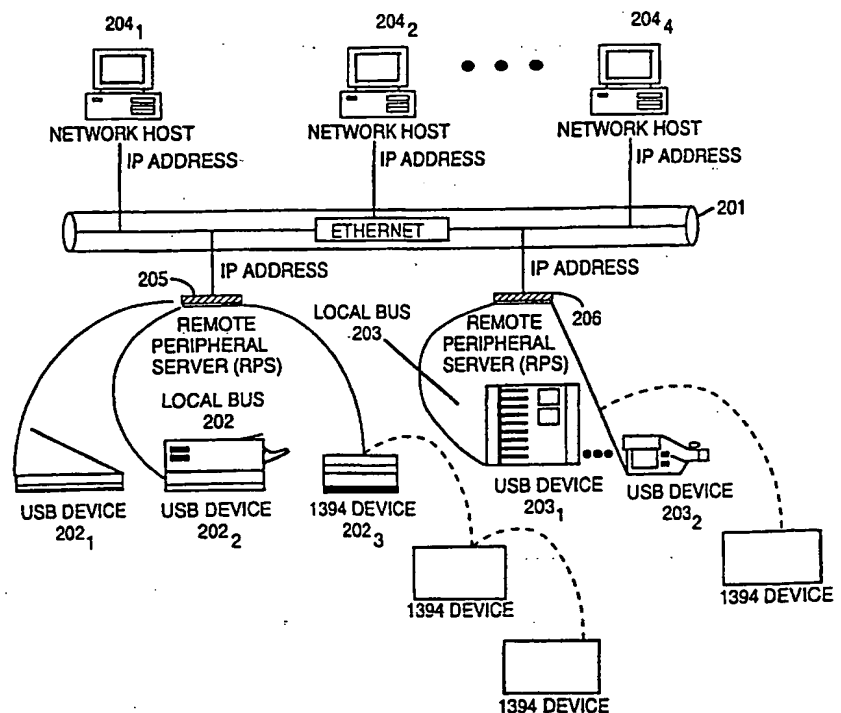 204₁
204₂
204₄
NETWORK HOST
NETWORK HOST
NETWORK HOST
IP ADDRESS
IP ADDRESS
IP ADDRESS
201
ETHERNET
IP ADDRESS
IP ADDRESS
205
206
REMOTE
PERIPHERAL
SERVER (RPS)
LOCAL BUS
203
REMOTE
PERIPHERAL
SERVER (RPS)
LOCAL BUS
202
USB DEVICE
202₁
USB DEVICE
202₂
1394 DEVICE
202₃
USB DEVICE
203₁
USB DEVICE
203₂
1394 DEVICE
1394 DEVICE
1394 DEVICE